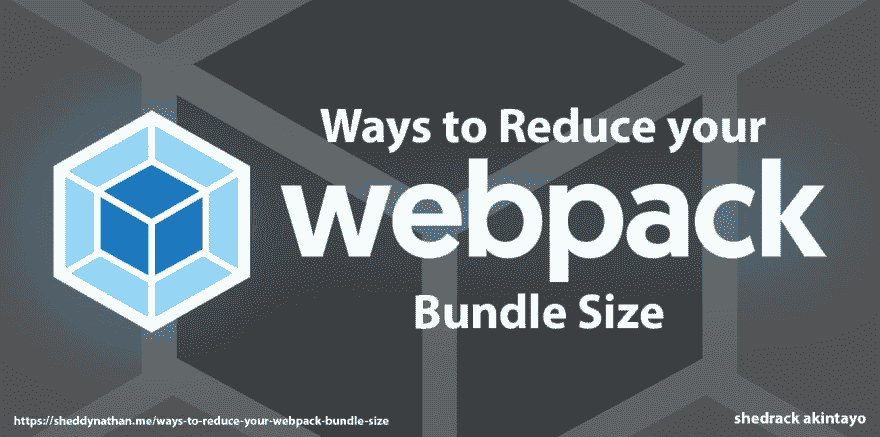 Ways to Reduce your
webpack
Bundle Size
https://sheddynathan.me/ways-to-reduce-your-webpack-bundle-size
shedrack akintayo